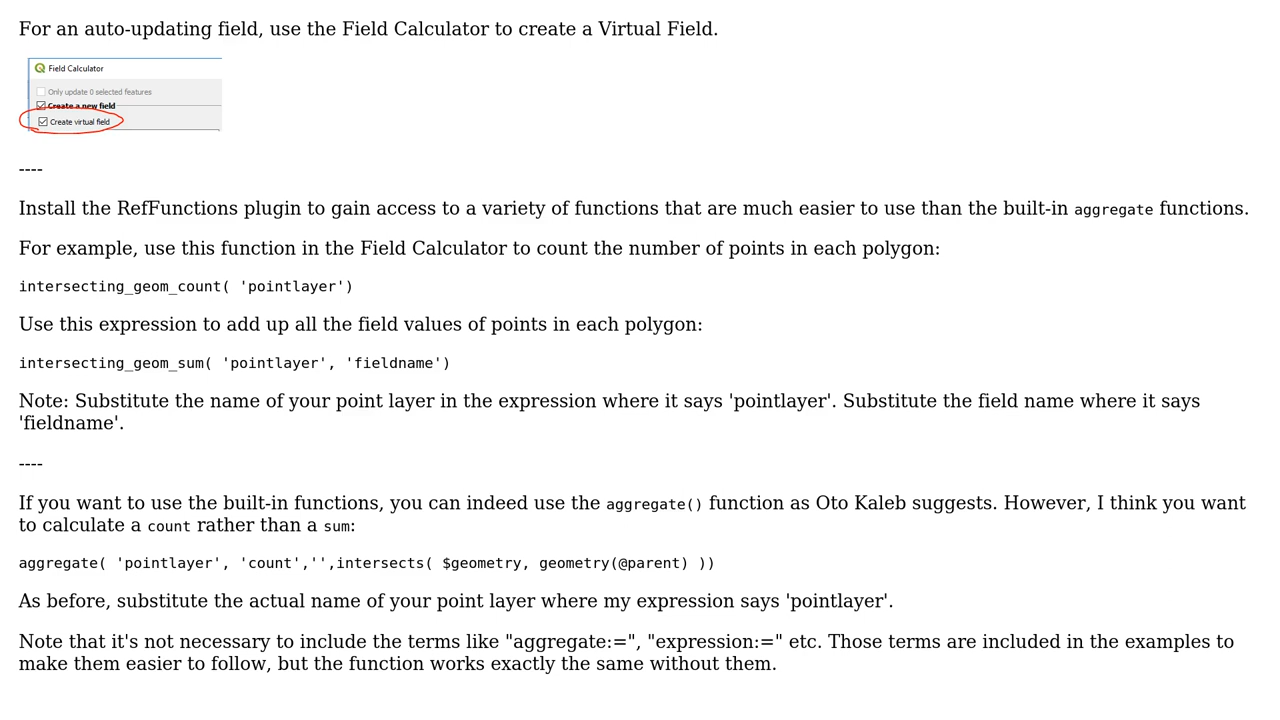 For an auto-updating field, use the Field Calculator to create a Virtual Field.
Field Calculator
Only update 0 selected features
Create a new field
Create virtual field
----
Install the RefFunctions plugin to gain access to a variety of functions that are much easier to use than the built-in aggregate functions.
For example, use this function in the Field Calculator to count the number of points in each polygon:
intersecting_geom_count( 'pointlayer')
Use this expression to add up all the field values of points in each polygon:
intersecting_geom_sum( 'pointlayer', 'fieldname')
Note: Substitute the name of your point layer in the expression where it says 'pointlayer'. Substitute the field name where it says
'fieldname'.
----
If you want to use the built-in functions, you can indeed use the aggregate() function as Oto Kaleb suggests. However, I think you want
to calculate a count rather than a sum:
aggregate( 'pointlayer', 'count','',intersects( $geometry, geometry(@parent) ))
As before, substitute the actual name of your point layer where my expression says 'pointlayer'.
Note that it's not necessary to include the terms like "aggregate:=", "expression:=" etc. Those terms are included in the examples to
make them easier to follow, but the function works exactly the same without them.